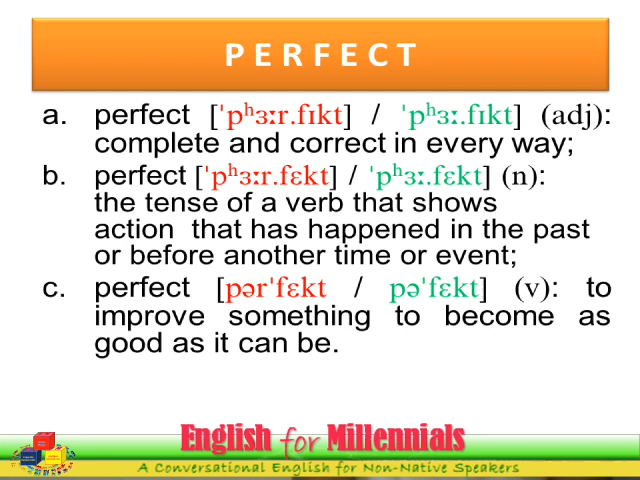 PERFECT
a. perfect [ˈpʰɜːr.fɪkt] / ˈpʰɜː.fɪkt] (adj):
complete and correct in every way;
b. perfect [ˈpʰɜːr.fɛkt] / ˈpʰɜː.fɛkt] (n):
the tense of a verb that shows
action that has happened in the past
or before another time or event;
c. perfect [pərˈfɛkt / pəˈfɛkt] (v): to
improve something to become as
good as it can be.
English for Millennials
A Conversational English for Non-Native Speakers